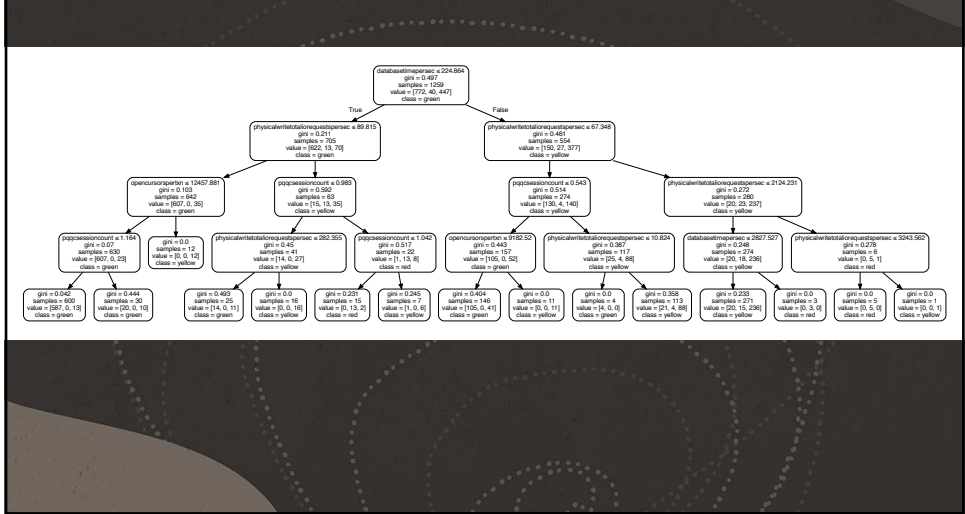 databasetimepersec ≤ 224.864
gini = 0.497
samples = 1259
value = [772, 40, 447]
class = green
True
False
physicalwritetotaliorequestspersec ≤ 89.815
gini = 0.211
samples = 705
value = [622, 13, 70]
class = green
physicalwritetotaliorequestspersec ≤ 67.348
gini = 0.461
samples = 554
value = [150, 27, 377]
class = yellow
opencursorspertxn ≤ 12457.881
gini = 0.103
samples = 642
value = [607, 0, 35]
class = green
pqqcsessioncount ≤ 0.983
gini = 0.592
samples = 63
value = [15, 13, 35]
class = yellow
pqqcsessioncount ≤ 0.543
gini = 0.514
samples = 274
value = [130, 4, 140]
class = yellow
physicalwritetotaliorequestspersec ≤ 2124.231
gini = 0.272
samples = 280
value = [20, 23, 237]
class = yellow
pqqcsessioncount ≤ 1.164
gini = 0.07
samples = 630
value = [607, 0, 23]
class = green
gini = 0.0
samples = 12
value = [0, 0, 12]
class = yellow
physicalwritetotaliorequestspersec ≤ 282.355
gini = 0.45
samples = 41
value = [14, 0, 27]
class = yellow
pqqcsessioncount ≤ 1.042
gini = 0.517
samples = 22
value = [1, 13, 8]
class = red
opencursorspertxn ≤ 9182.52
gini = 0.443
samples = 157
value = [105, 0, 52]
class = green
physicalwritetotaliorequestspersec ≤ 10.824
gini = 0.387
samples = 117
value = [25, 4, 88]
class = yellow
databasetimepersec ≤ 2827.527
gini = 0.248
samples = 274
value = [20, 18, 236]
class = yellow
physicalwritetotaliorequestspersec ≤ 3243.562
gini = 0.278
samples = 6
value = [0, 5, 1]
class = red
gini = 0.042
samples = 600
value = [587, 0, 13]
class = green
gini = 0.444
samples = 30
value = [20, 0, 10]
class = green
gini = 0.493
samples = 25
value = [14, 0, 11]
class = green
gini = 0.0
samples = 16
value = [0, 0, 16]
class = yellow
gini = 0.231
samples = 15
value = [0, 13, 2]
class = red
gini = 0.245
samples = 7
value = [1, 0, 6]
class = yellow
gini = 0.404
samples = 146
value = [105, 0, 41]
class = green
gini = 0.0
samples = 11
value = [0, 0, 11]
class = yellow
gini = 0.0
samples = 4
value = [4, 0, 0]
class = green
gini = 0.358
samples = 113
value = [21, 4, 88]
class = yellow
gini = 0.233
samples = 271
value = [20, 15, 236]
class = yellow
gini = 0.0
samples = 3
value = [0, 3, 0]
class = red
gini = 0.0
samples = 5
value = [0, 5, 0]
class = red
gini = 0.0
samples = 1
value = [0, 0, 1]
class = yellow